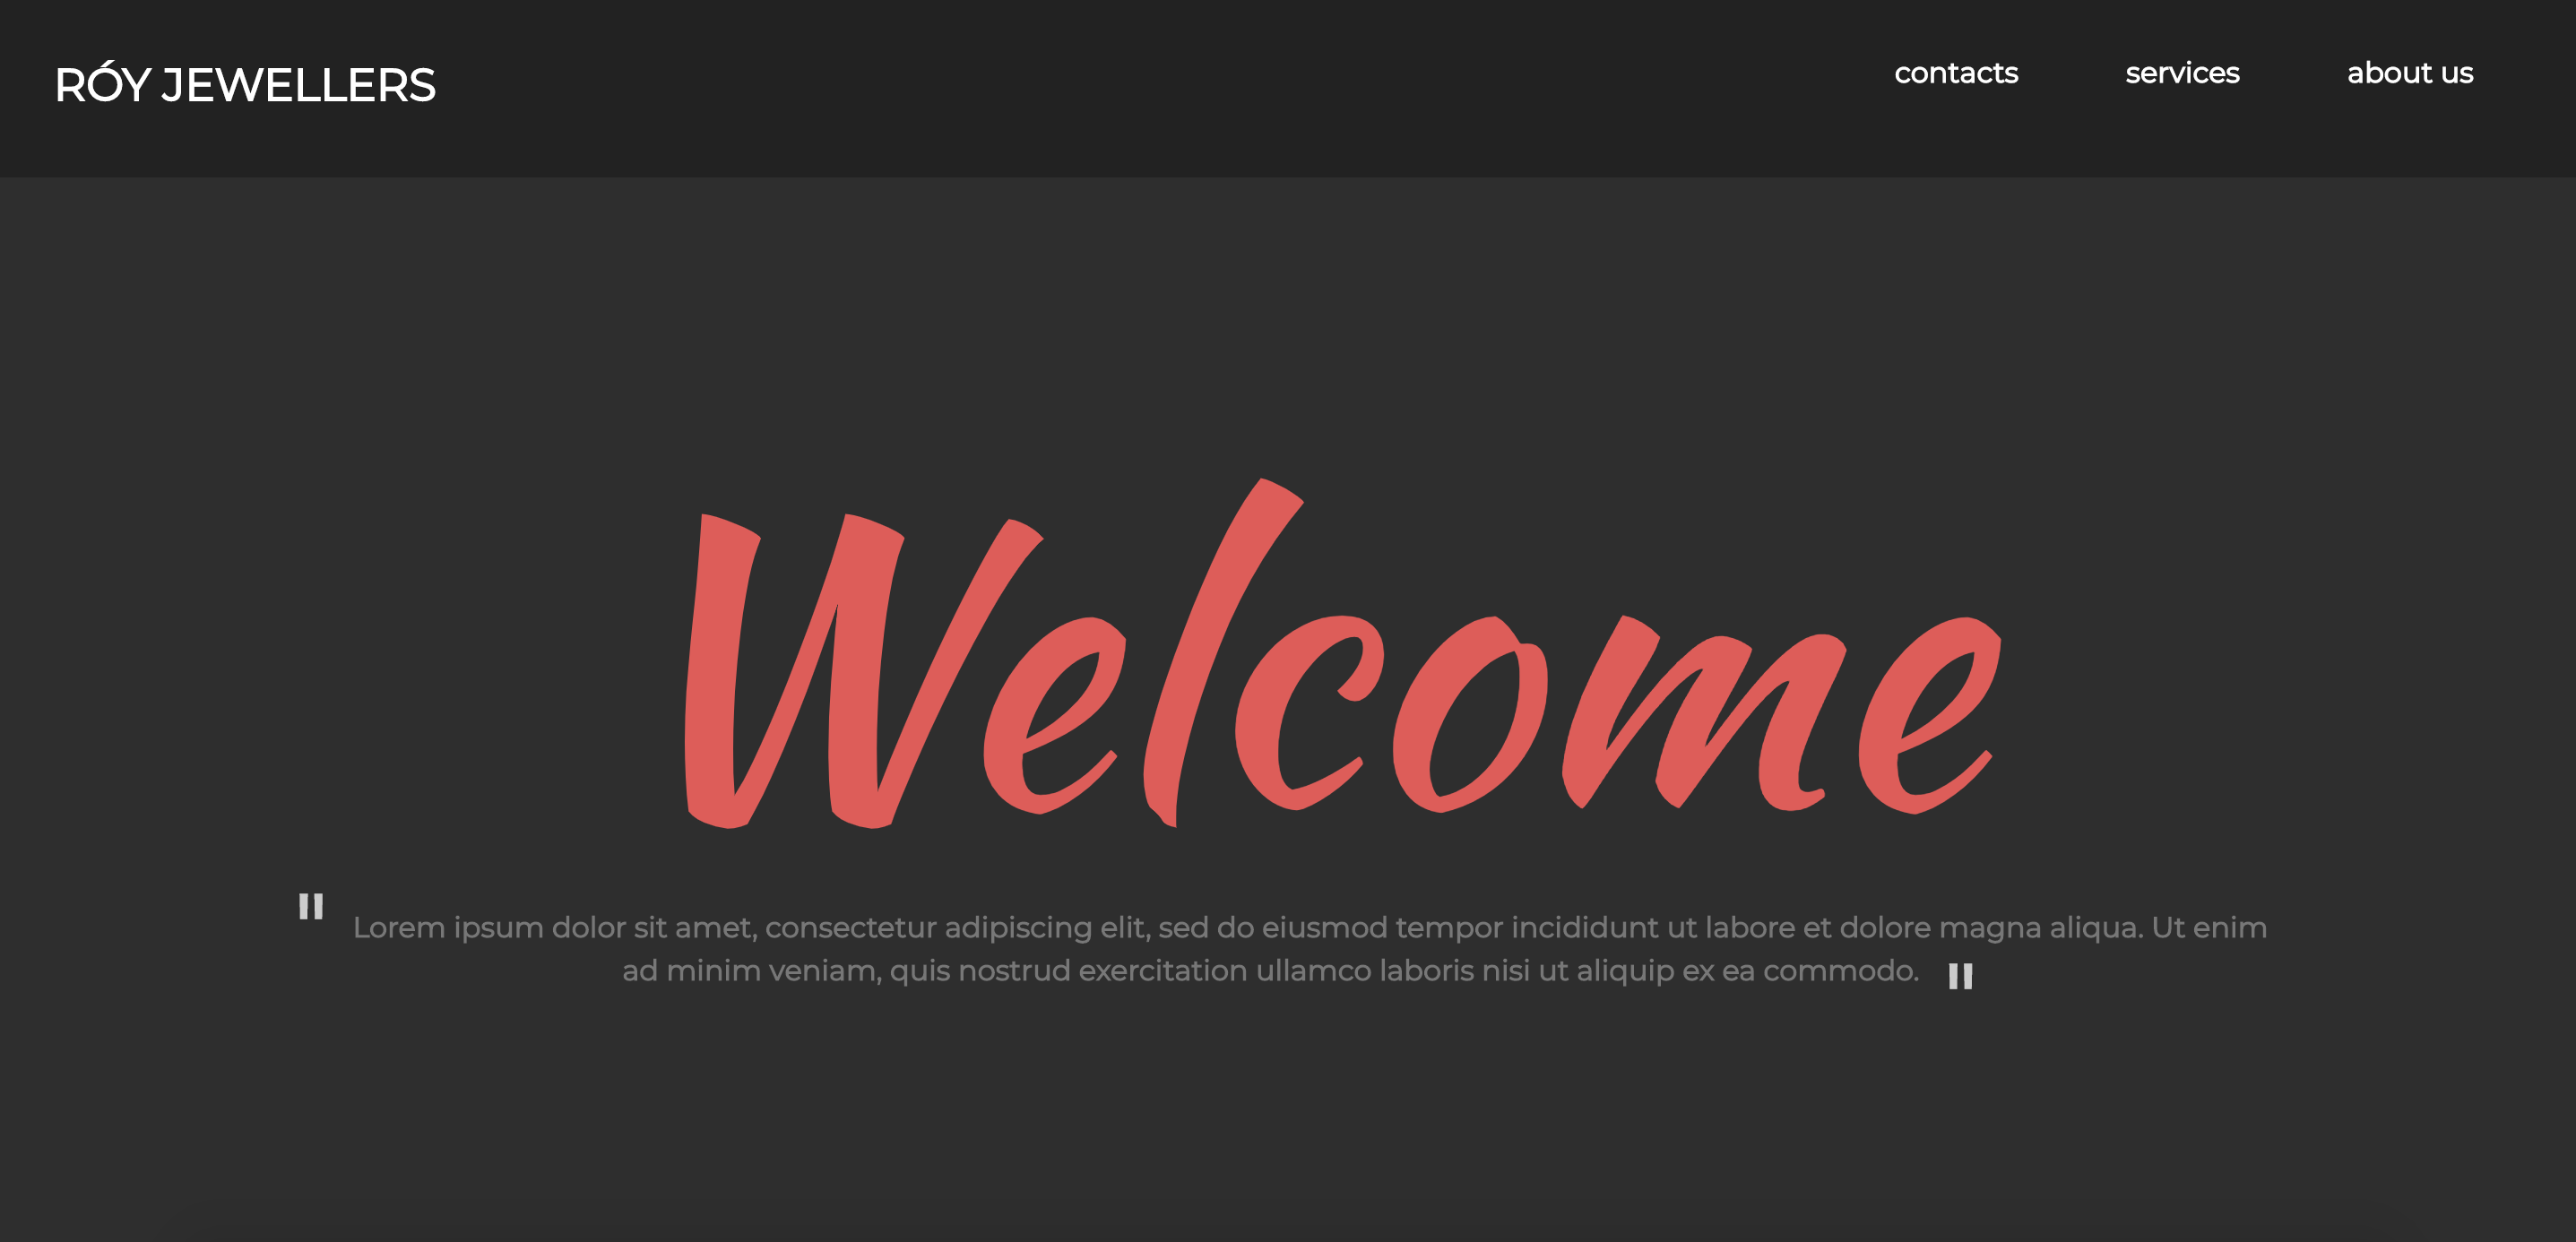 RÓY JEWELLERS
contacts services about us
Welcome
" Lorem ipsum dolor sit amet, consectetur adipiscing elit, sed do eiusmod tempor incididunt ut labore et dolore magna aliqua. Ut enim
ad minim veniam, quis nostrud exercitation ullamco laboris nisi ut aliquip ex ea commodo. "